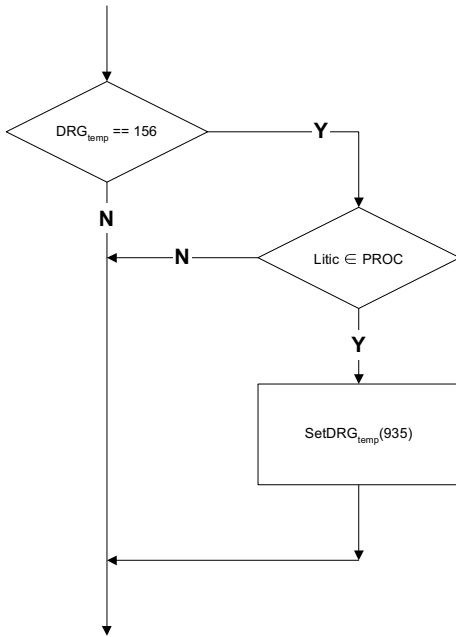 DRGtemp == 156
Y
N
N
Litic ∈ PROC
Y
SetDRGtemp(935)